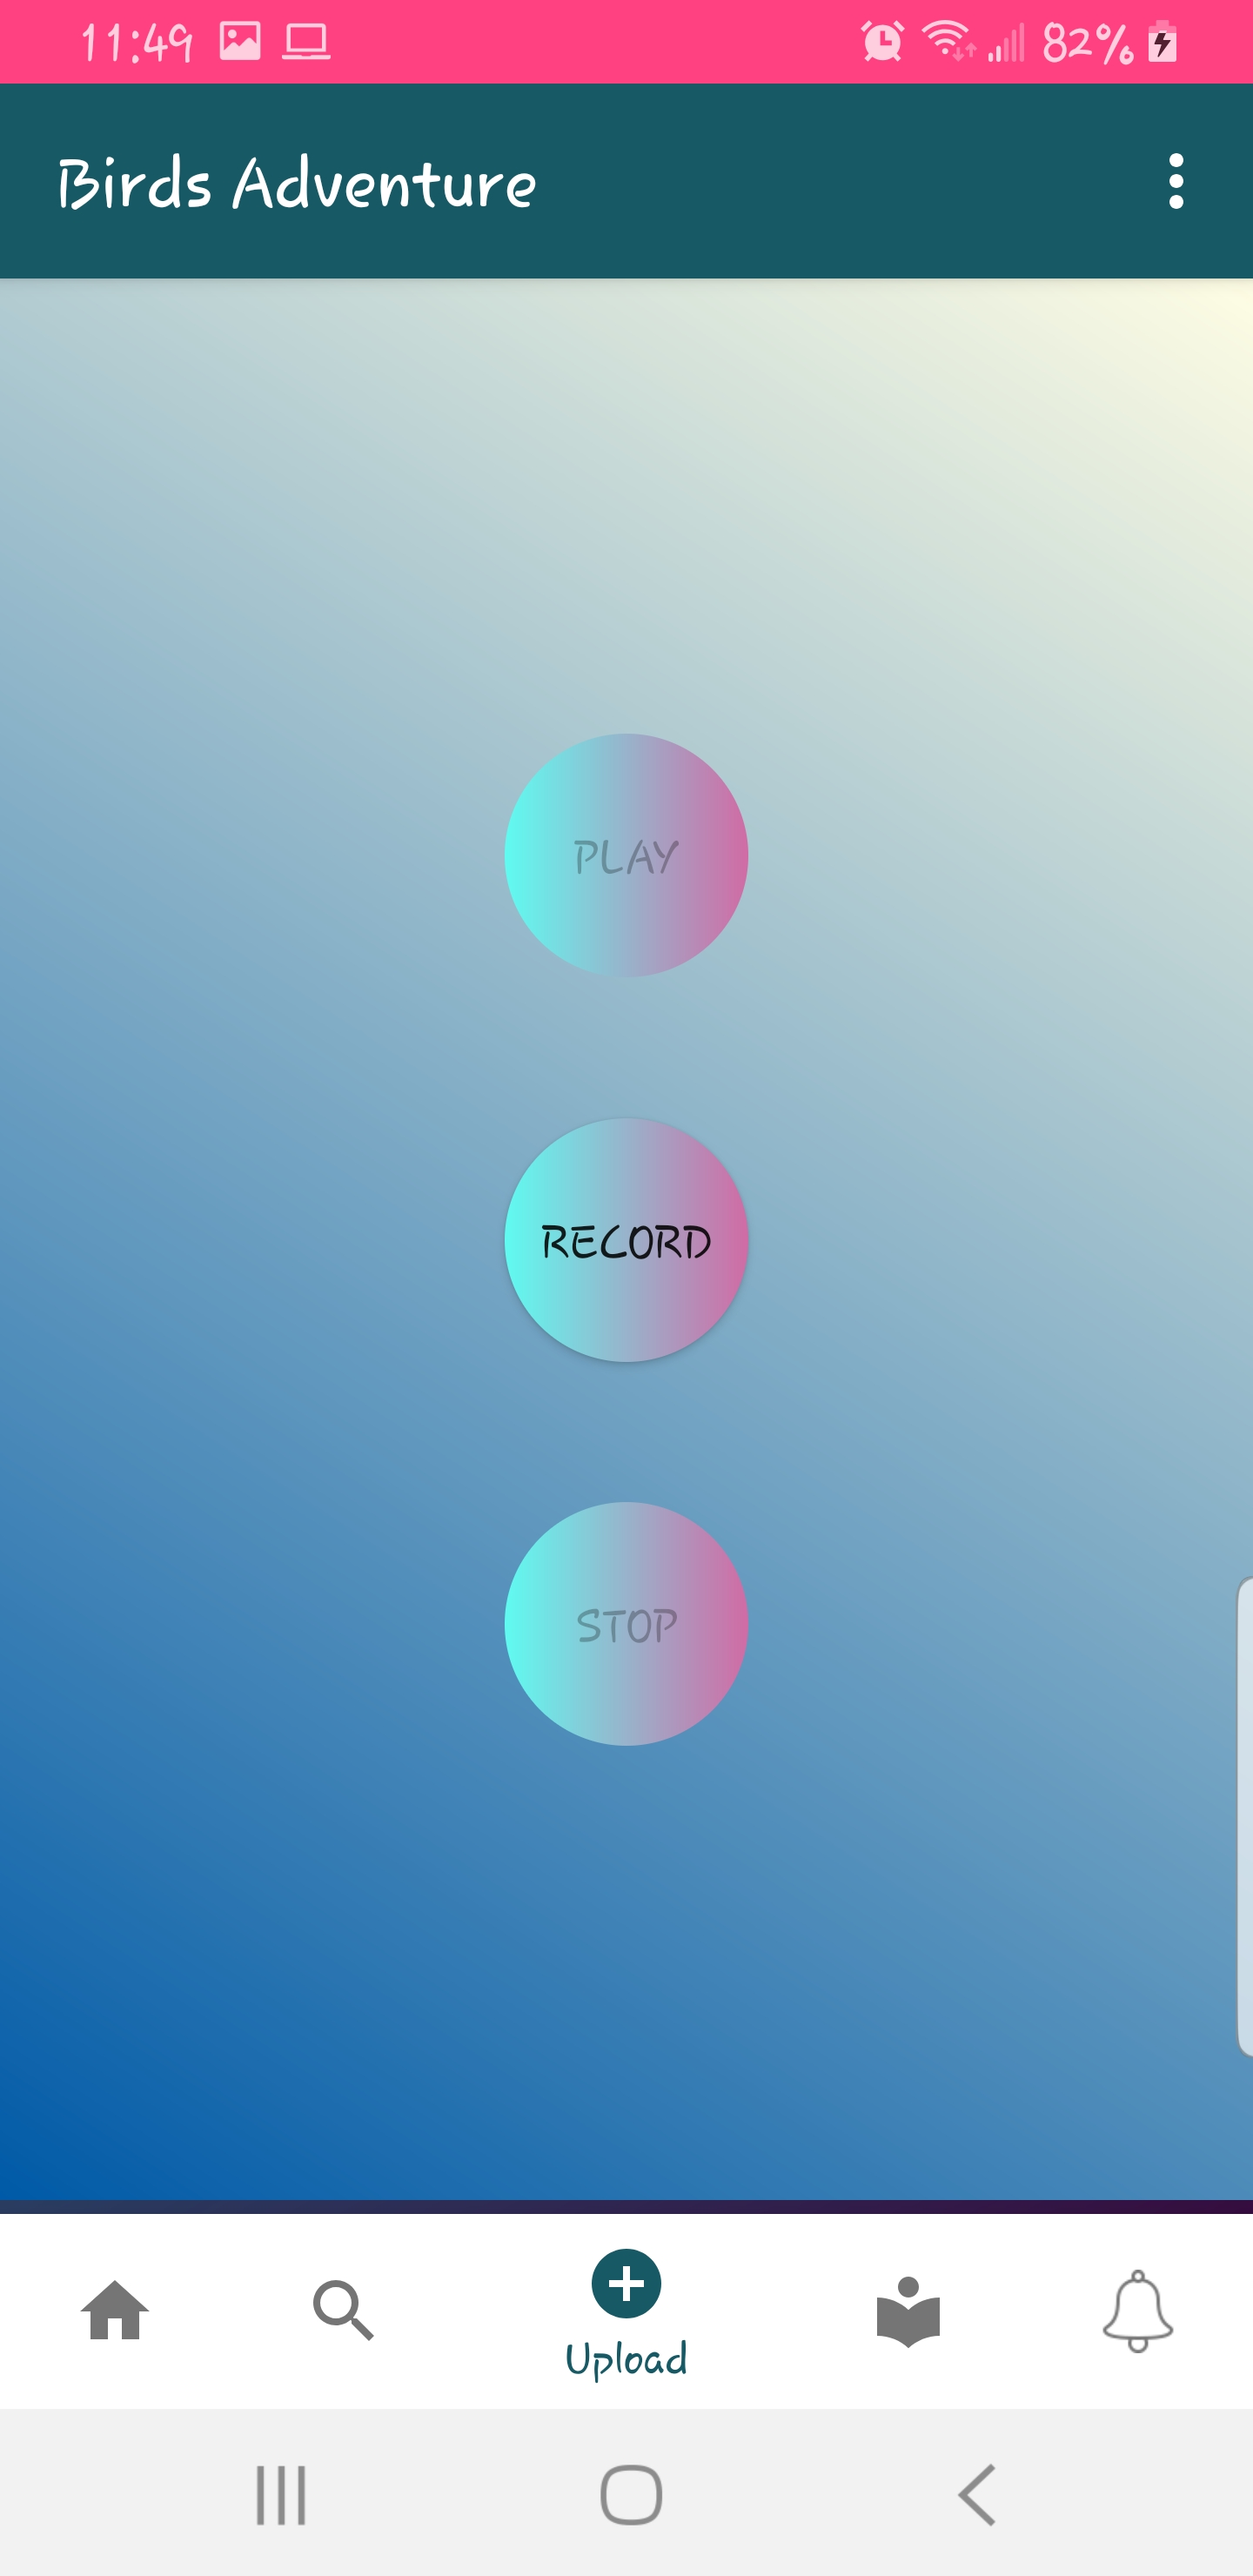 11:49 82%
Birds Adventure
PLAY
RECORD
STOP
Upload